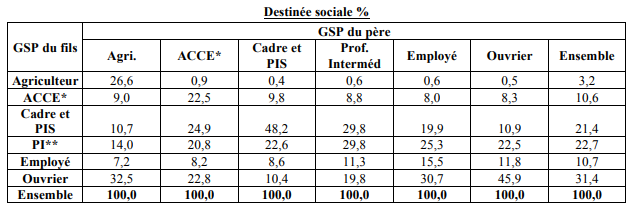 Destinée sociale %
GSP du fils GSP du père
Agri. ACCE* Cadre et PIS Prof. Interméd Employé Ouvrier Ensemble
Agriculteur 26,6 0,9 0,4 0,6 0,6 0,5 3,2
ACCE* 9,0 22,5 9,8 8,8 8,0 8,3 10,6
Cadre et PIS 10,7 24,9 48,2 29,8 19,9 10,9 21,4
PI** 14,0 20,8 22,6 29,8 25,3 22,5 22,7
Employé 7,2 8,2 8,6 11,3 15,5 11,8 10,7
Ouvrier 32,5 22,8 10,4 19,8 30,7 45,9 31,4
Ensemble 100,0 100,0 100,0 100,0 100,0 100,0 100,0